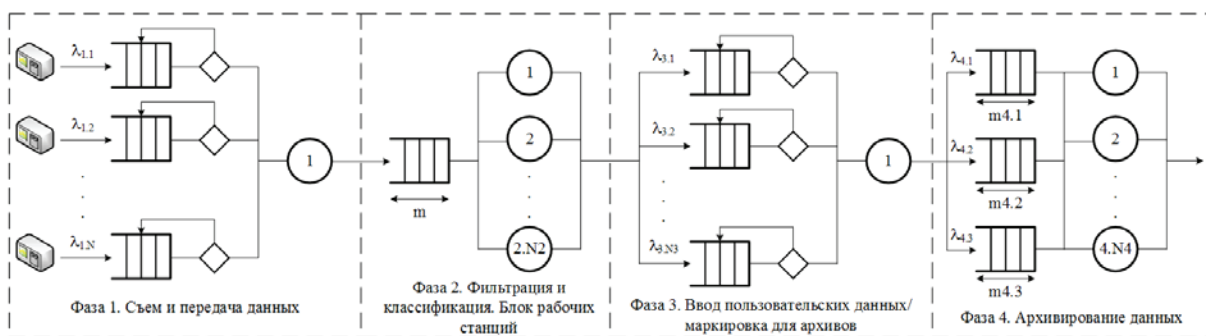 λ1.1
λ1.2
λ1.N
1
Фаза 1. Съем и передача данных
m
1
2
2.N2
Фаза 2. Фильтрация и
классификация. Блок рабочих
станций
λ3.1
λ3.2
λ3.N3
1
Фаза 3. Ввод пользовательских данных/
маркировка для архивов
λ4.1
m4.1
λ4.2
m4.2
λ4.3
m4.3
1
2
4.N4
Фаза 4. Архивирование данных